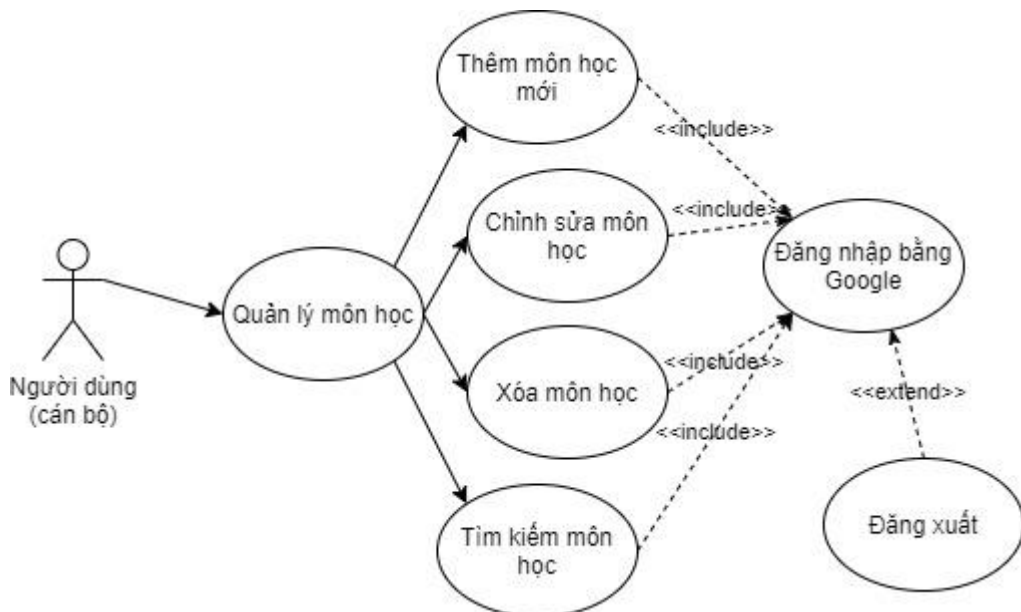 Thêm môn học
mới
<<include>>
Chỉnh sửa môn
học
<<include>>
Đăng nhập bằng
Google
Quản lý môn học
Người dùng
(cán bộ)
Xóa môn học
<<include>>
<<extend>>
<<include>>
Tìm kiếm môn
học
Đăng xuất